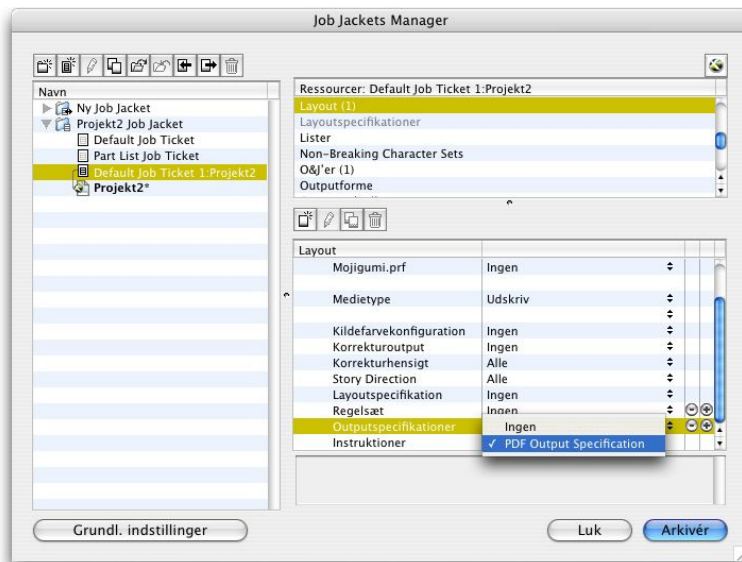 Job Jackets Manager
Navn
Ny Job Jacket
Projekt2 Job Jacket
Default Job Ticket
Part List Job Ticket
Default Job Ticket 1:Projekt2
Projekt2*
Ressourcer: Default Job Ticket 1:Projekt2
Layout (1)
Layoutspecifikationer
Lister
Non-Breaking Character Sets
O&J'er (1)
Outputforme
Layout
Mojigumi.prf Ingen
Medietype Udskriv
Kildefarvekonfiguration Ingen
Korrekturoutput Ingen
Korrekturhensigt Alle
Story Direction Alle
Layoutspecifikation Ingen
Regelsæt Ingen
Outputspecifikationer Ingen
Instruktioner ✓ PDF Output Specification
Grundl. indstillinger
Luk
Arkivér